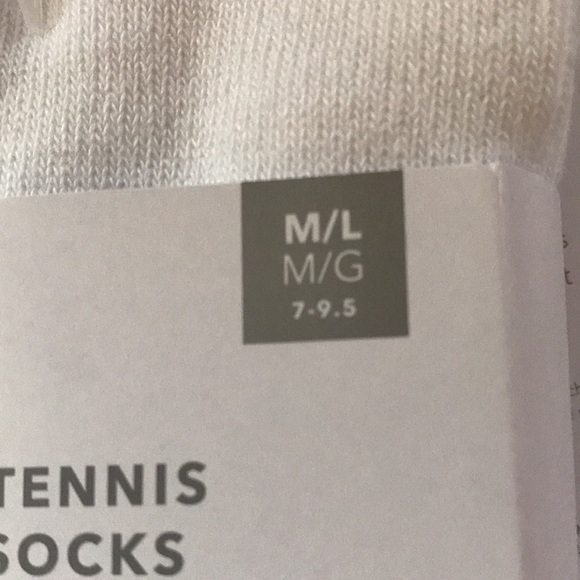 M/L
M/G
7-9.5
TENNIS
SOCKS